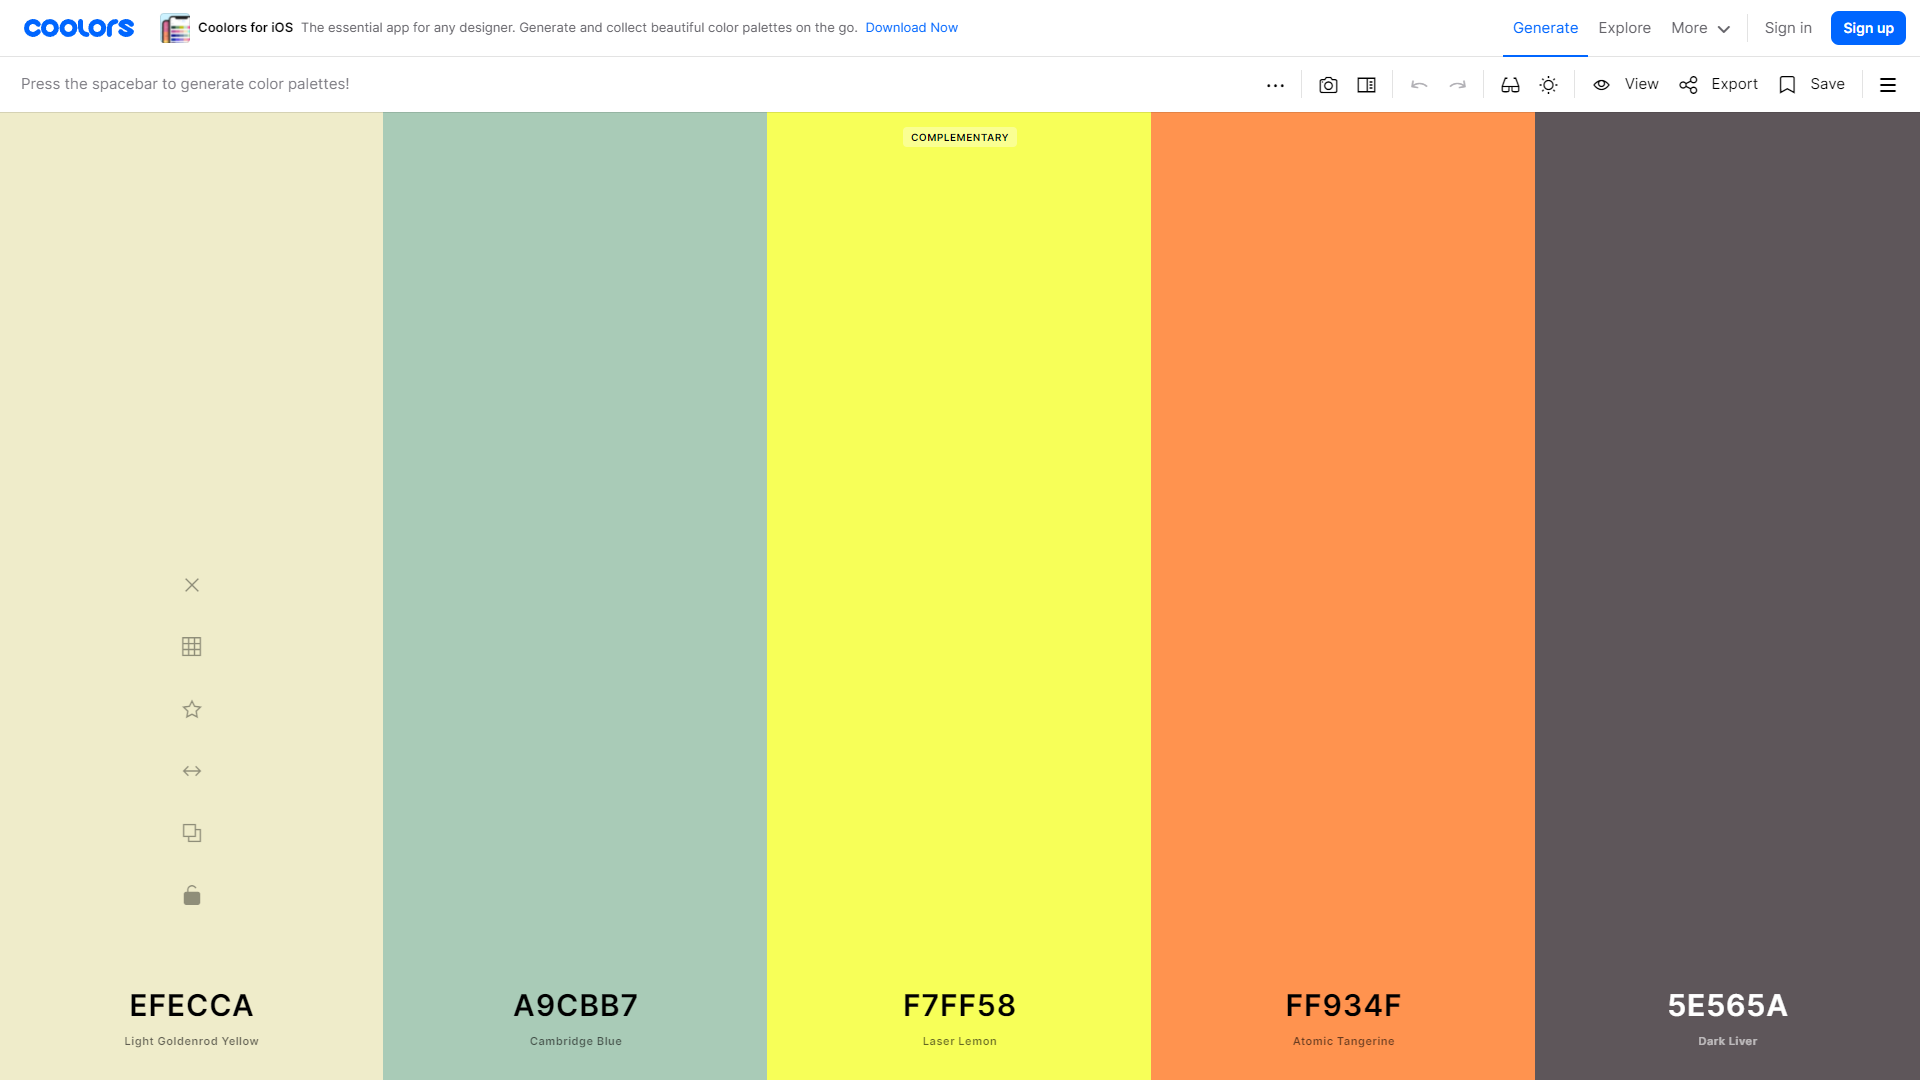 coolors
Coolors for iOS The essential app for any designer. Generate and collect beautiful color palettes on the go. Download Now
Generate Explore More Sign in Sign up
Press the spacebar to generate color palettes!
View Export Save
COMPLEMENTARY
EFECCA
Light Goldenrod Yellow
A9CBB7
Cambridge Blue
F7FF58
Laser Lemon
FF934F
Atomic Tangerine
5E565A
Dark Liver